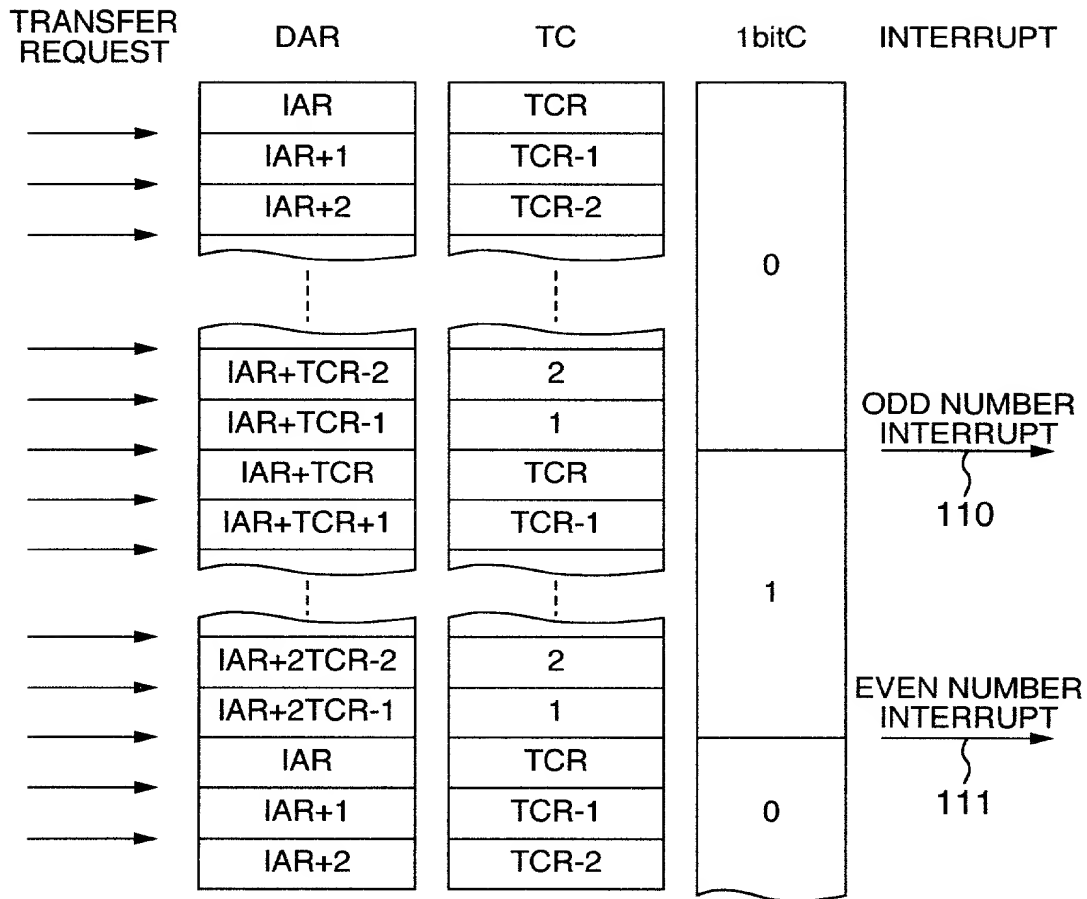 TRANSFER REQUEST DAR TC 1bitC INTERRUPT
IAR TCR
IAR+1 TCR-1
IAR+2 TCR-2
0
IAR+TCR-2 2
IAR+TCR-1 1
ODD NUMBER INTERRUPT
IAR+TCR TCR
IAR+TCR+1 TCR-1
110
1
IAR+2TCR-2 2
IAR+2TCR-1 1
EVEN NUMBER INTERRUPT
IAR TCR
IAR+1 TCR-1
0
111
IAR+2 TCR-2